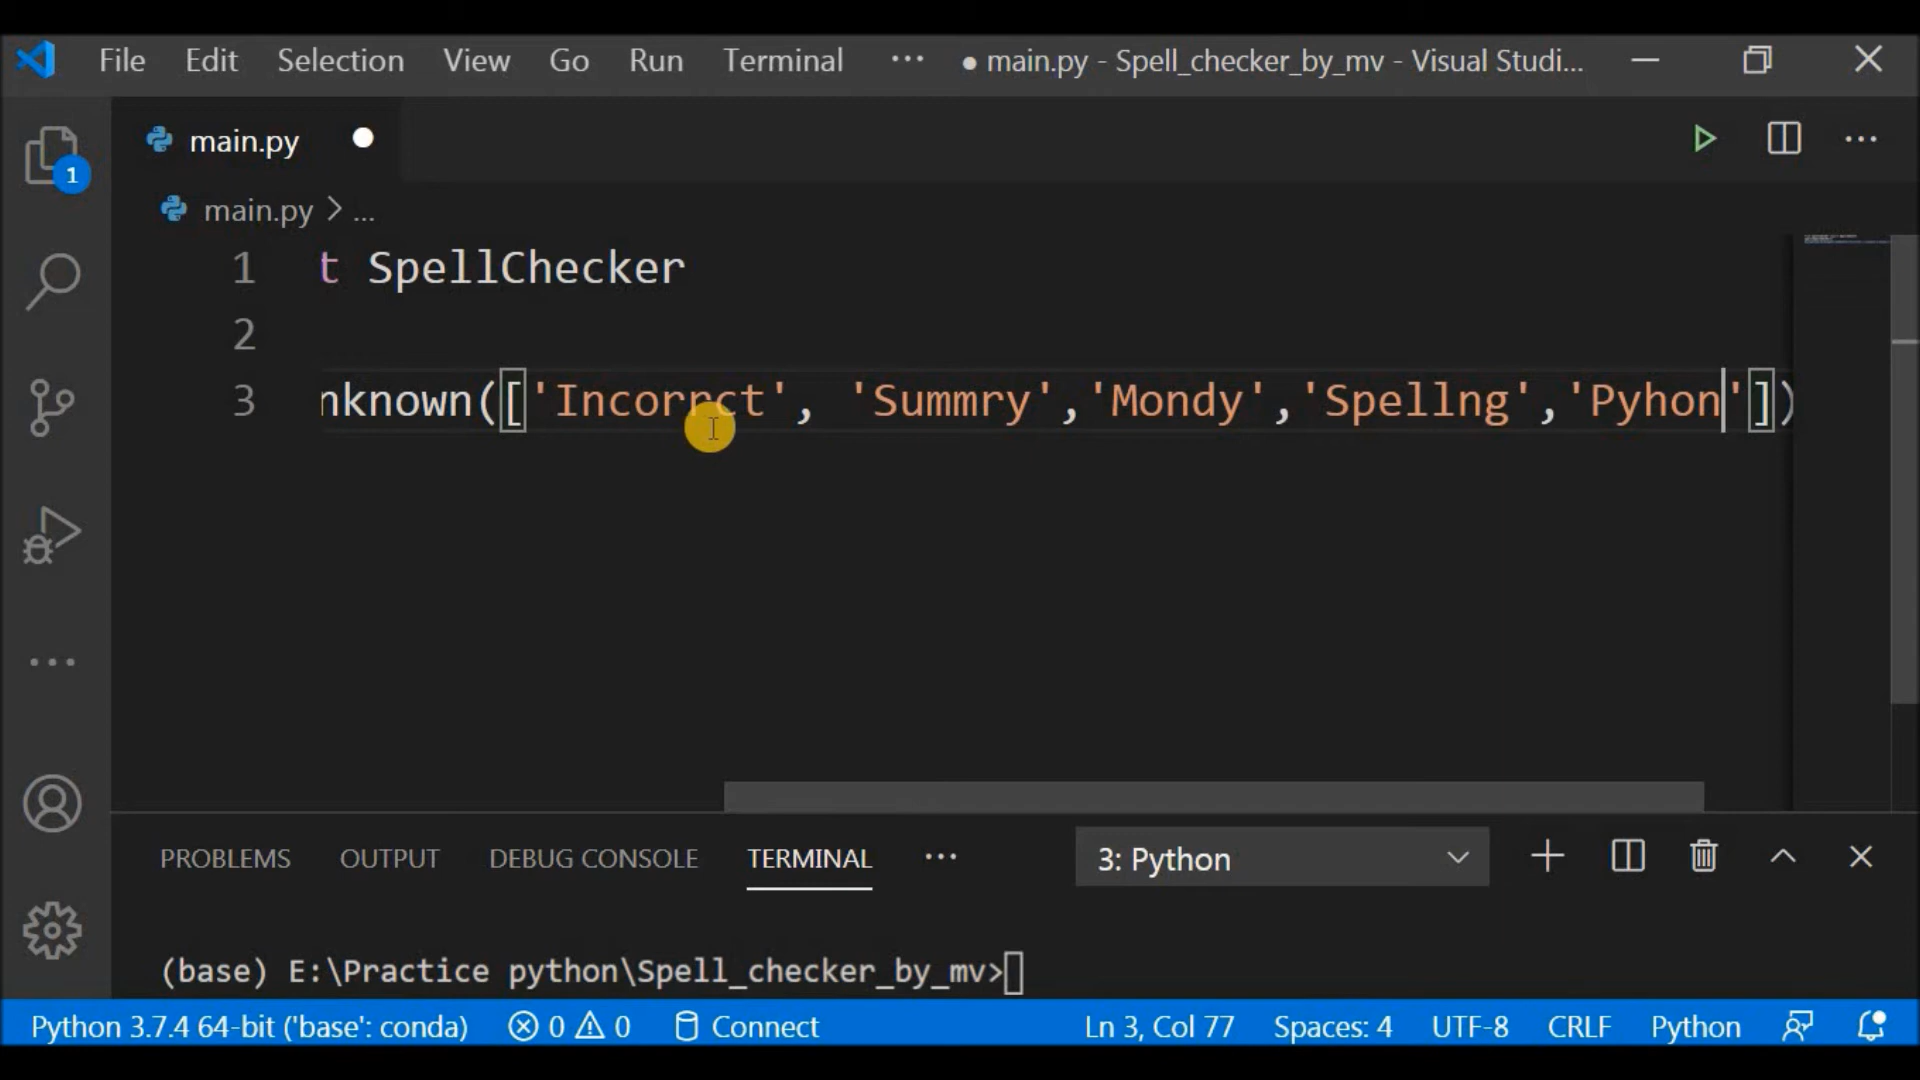 File Edit Selection View Go Run Terminal ··· ● main.py - Spell_checker_by_mv - Visual Studi...
main.py
1
main.py > ...
1 t SpellChecker
2
3 nknown(['Incorrct', 'Summry','Mondy','Spellng','Pyhon'])
PROBLEMS OUTPUT DEBUG CONSOLE TERMINAL ··· 3: Python
(base) E:\Practice python\Spell_checker_by_mv>
Python 3.7.4 64-bit ('base': conda) 0 0 Connect Ln 3, Col 77 Spaces: 4 UTF-8 CRLF Python